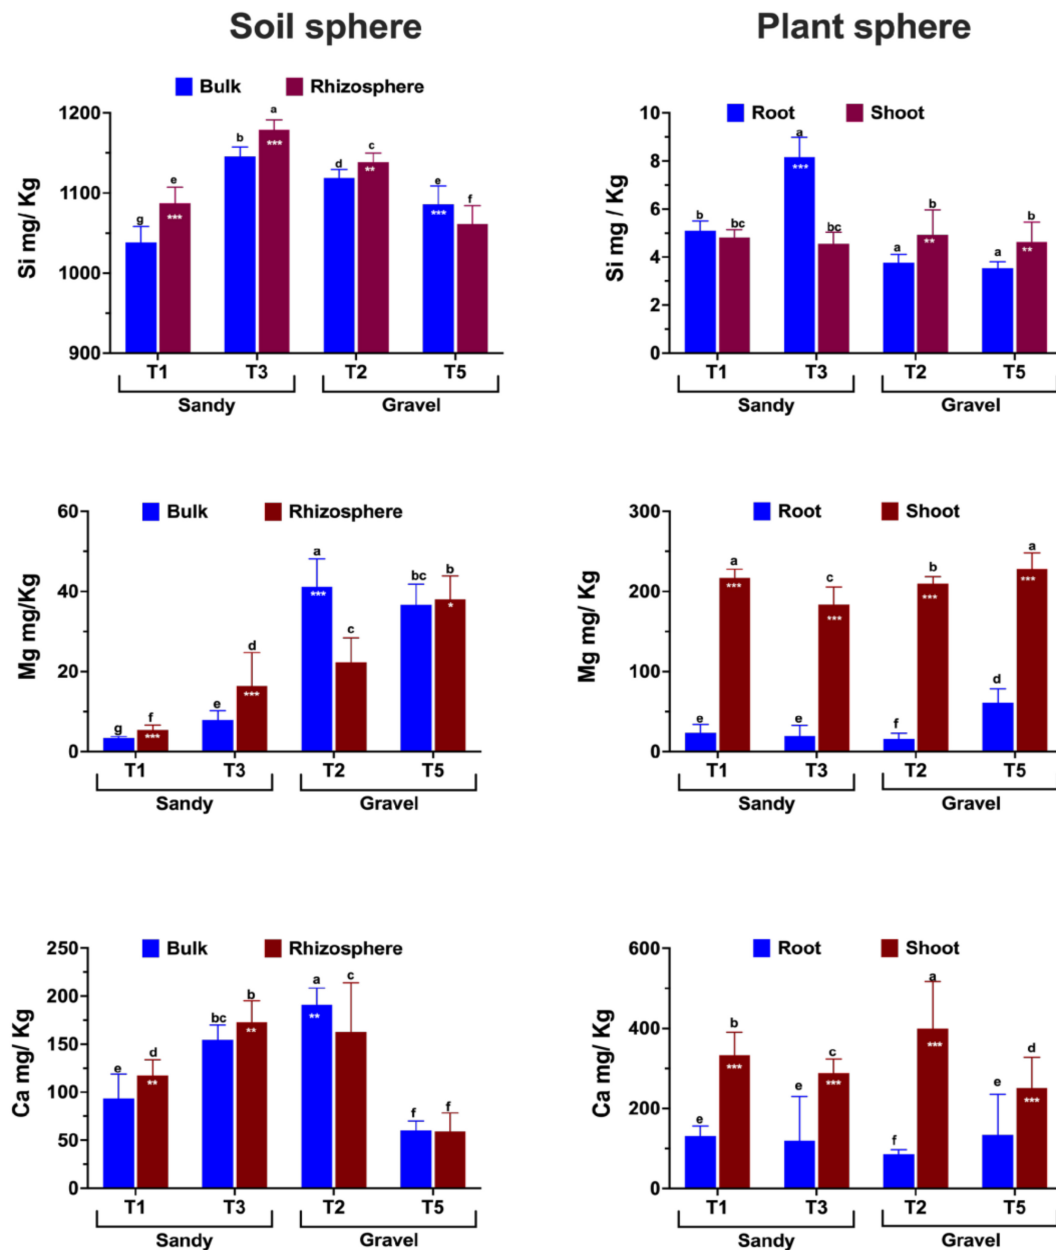 Soil sphere
Plant sphere
Bulk Rhizosphere
1200
1100
1000
900
Si mg/ Kg
g e *** b a *** d c ** e *** f
T1 T3 T2 T5
Sandy Gravel
Root Shoot
10
8
6
4
2
0
Si mg / Kg
b bc a *** bc a b ** a b **
T1 T3 T2 T5
Sandy Gravel
Bulk Rhizosphere
60
40
20
0
Mg mg/Kg
g f *** e d *** a *** c bc b *
T1 T3 T2 T5
Sandy Gravel
Root Shoot
300
200
100
0
Mg mg/ Kg
e a *** e c *** f b *** d a ***
T1 T3 T2 T5
Sandy Gravel
Bulk Rhizosphere
250
200
150
100
50
0
Ca mg/ Kg
e d ** bc b ** a ** c f f
T1 T3 T2 T5
Sandy Gravel
Root Shoot
600
400
200
0
Ca mg/ Kg
e b *** e c *** f a *** e d ***
T1 T3 T2 T5
Sandy Gravel